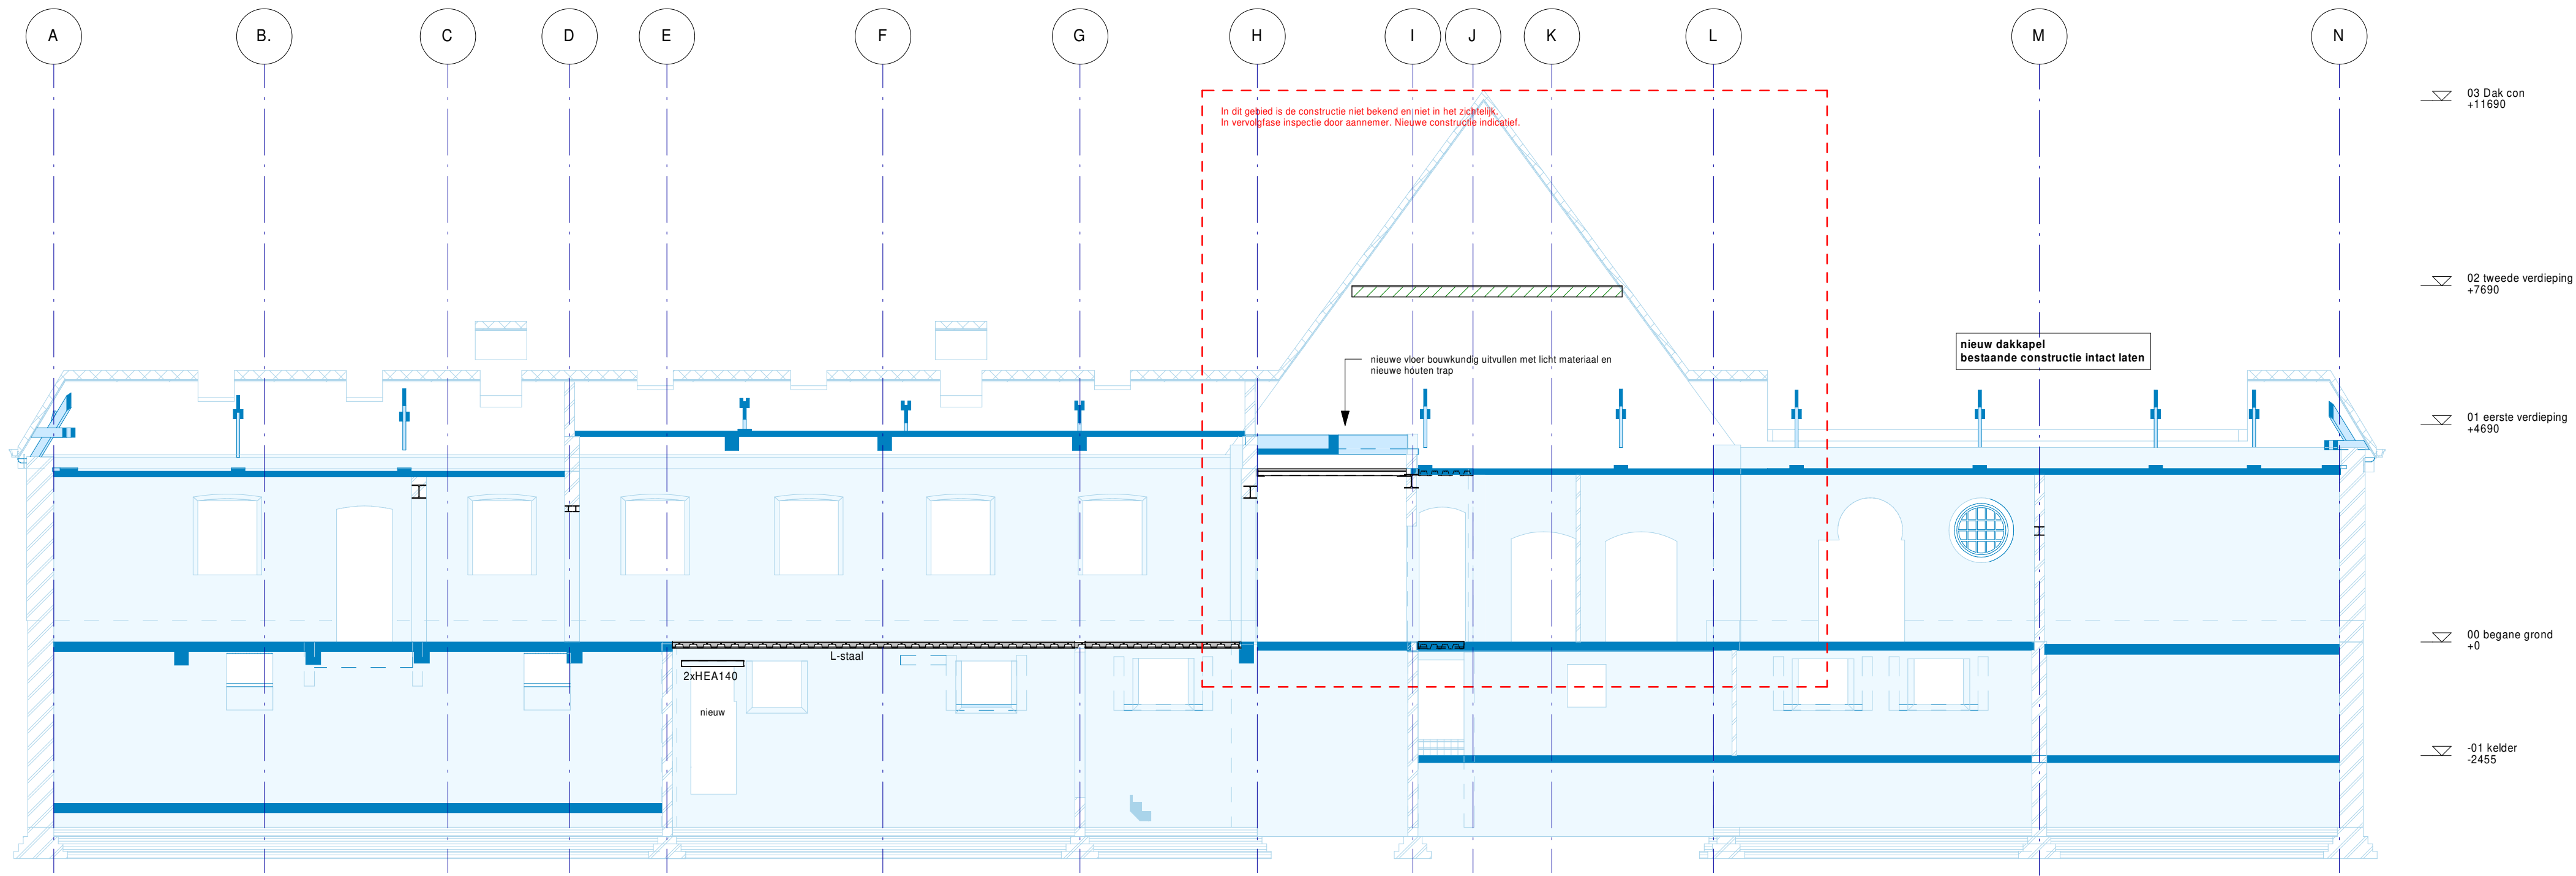 A B. C D E F G H I J K L M N
03 Dak con
+11690
In dit gebied is de constructie niet bekend en niet in het zichtelijk.
In vervolgfase inspectie door aannemer. Nieuwe constructie indicatief.
02 tweede verdieping
+7690
nieuw dakkapel
bestaande constructie intact laten
nieuwe vloer bouwkundig uitvullen met licht materiaal en
nieuwe houten trap
01 eerste verdieping
+4690
00 begane grond
+0
L-staal
2xHEA140
nieuw
-01 kelder
-2455